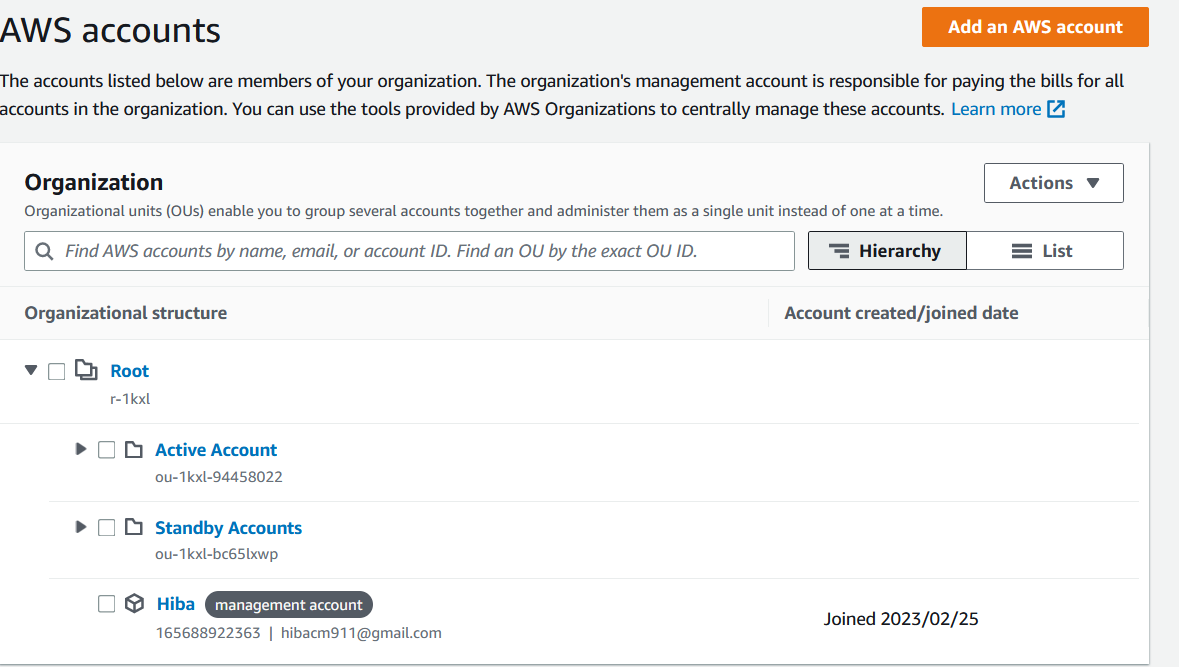 AWS accounts
Add an AWS account
The accounts listed below are members of your organization. The organization's management account is responsible for paying the bills for all
accounts in the organization. You can use the tools provided by AWS Organizations to centrally manage these accounts. Learn more
Organization
Actions
Organizational units (OUs) enable you to group several accounts together and administer them as a single unit instead of one at a time.
Find AWS accounts by name, email, or account ID. Find an OU by the exact OU ID.
Hierarchy
List
Organizational structure
Account created/joined date
Root
r-1kxl
Active Account
ou-1kxl-94458022
Standby Accounts
ou-1kxl-bc65lxwp
Hiba management account
Joined 2023/02/25
165688922363 | hibacm911@gmail.com